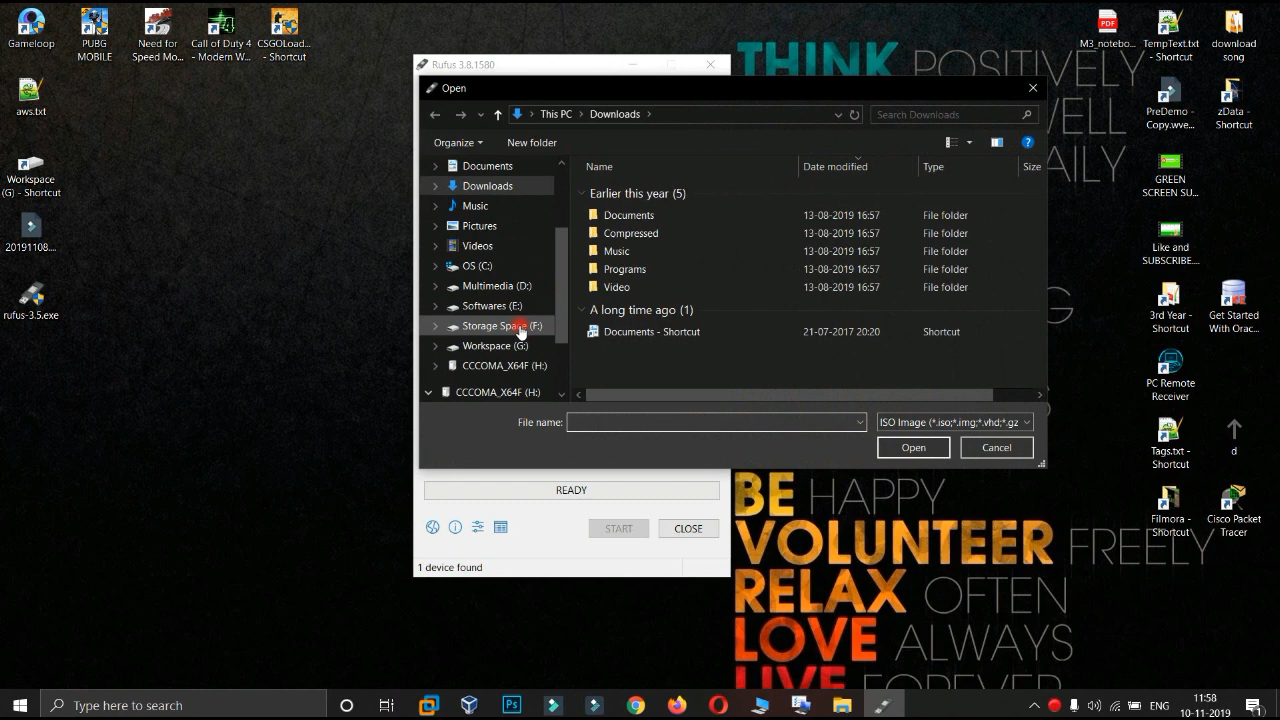 Gameloop
PUBG
MOBILE
Need for
Speed Mo...
Call of Duty 4
- Modern W...
CSGOLoad...
- Shortcut
aws.txt
Workspace
(G) - Shortcut
20191108....
rufus-3.5.exe
Rufus 3.8.1580
Open
This PC
Downloads
Search Downloads
Organize
New folder
Documents
Downloads
Music
Pictures
Videos
OS (C:)
Multimedia (D:)
Softwares (E:)
Storage Space (F:)
Workspace (G:)
CCCOMA_X64F (H:)
CCCOMA_X64F (H:)
Name Date modified Type Size
Earlier this year (5)
Documents 13-08-2019 16:57 File folder
Compressed 13-08-2019 16:57 File folder
Music 13-08-2019 16:57 File folder
Programs 13-08-2019 16:57 File folder
Video 13-08-2019 16:57 File folder
A long time ago (1)
Documents - Shortcut 21-07-2017 20:20 Shortcut
File name:
ISO Image (*.iso;*.img;*.vhd;*.gz
Open
Cancel
READY
START
CLOSE
1 device found
THINK POSITIVELY
BE HAPPY
VOLUNTEER FREELY
RELAX OFTEN
LOVE ALWAYS
LIVE FOREVER
M3_notebo...
TempText.txt
- Shortcut
download
song
PreDemo -
Copy.wve...
zData -
Shortcut
GREEN
SCREEN SU...
Like and
SUBSCRIBE...
3rd Year -
Shortcut
Get Started
With Orac...
PC Remote
Receiver
Tags.txt -
Shortcut
d
Filmora -
Shortcut
Cisco Packet
Tracer
Type here to search
Ps
ENG
11:58
10-11-2019
1